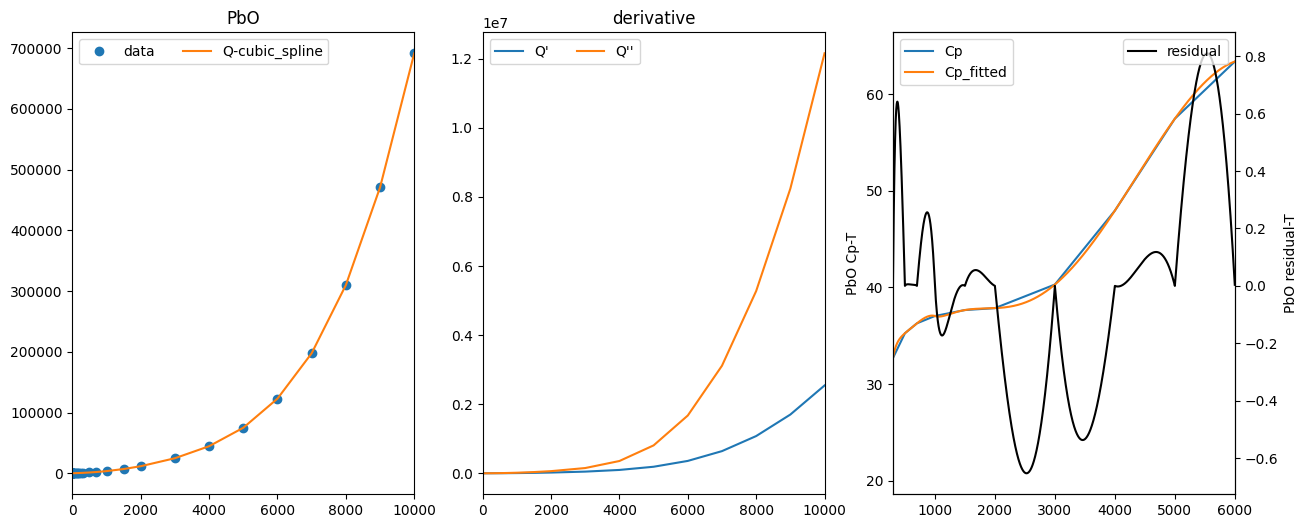 PbO
data
Q-cubic_spline
700000
600000
500000
400000
300000
200000
100000
0
0 2000 4000 6000 8000 10000
derivative
1e7
Q'
Q''
1.2
1.0
0.8
0.6
0.4
0.2
0.0
0 2000 4000 6000 8000 10000
Cp
Cp_fitted
residual
PbO Cp-T
60
50
40
30
20
1000 2000 3000 4000 5000 6000
0.8
0.6
0.4
0.2
0.0
−0.2
−0.4
−0.6
PbO residual-T